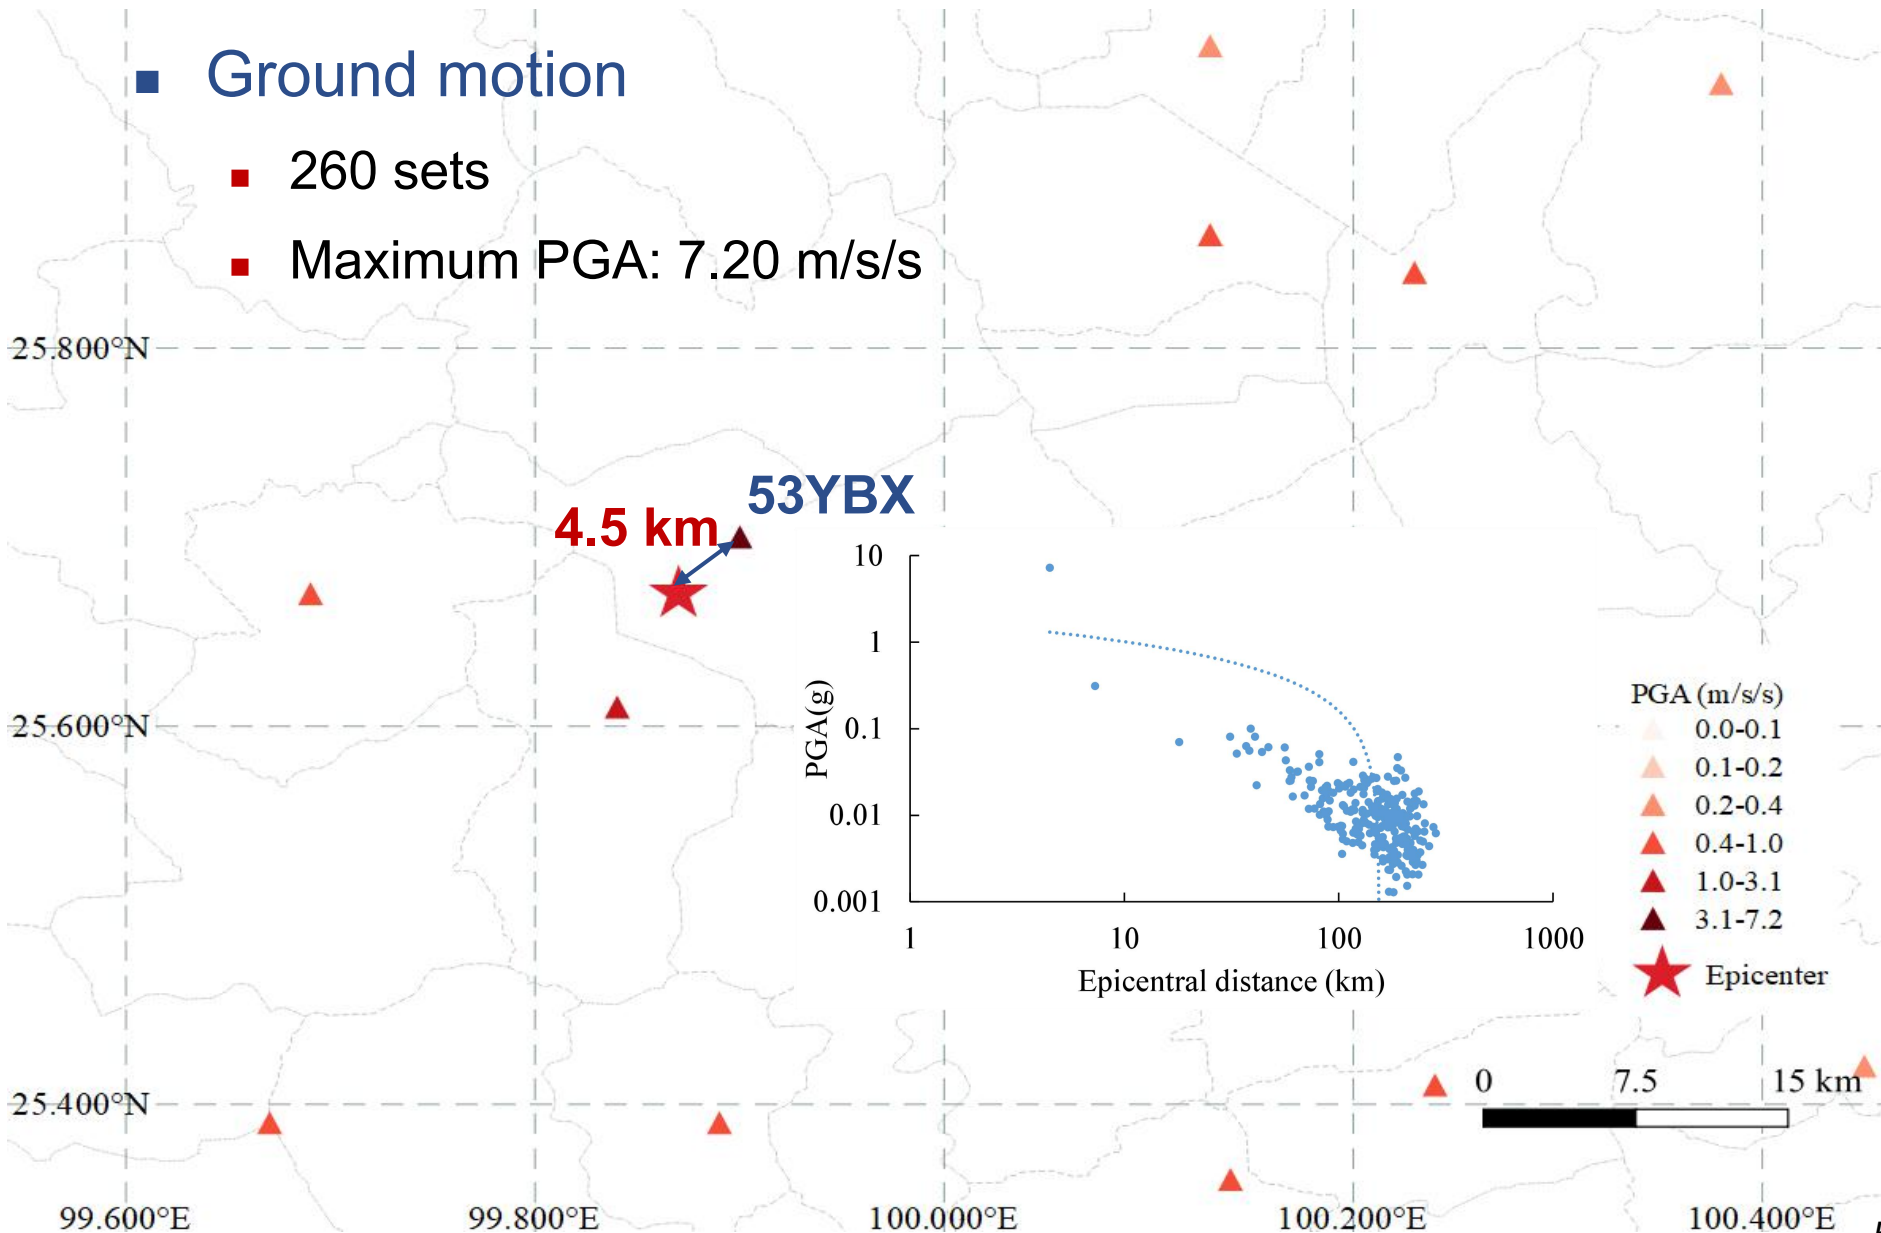 Ground motion
260 sets
Maximum PGA: 7.20 m/s/s
25.800°N
53YBX
4.5 km
10
1
0.1
0.01
0.001
PGA(g)
1
10
100
1000
Epicentral distance (km)
25.600°N
PGA (m/s/s)
0.0-0.1
0.1-0.2
0.2-0.4
0.4-1.0
1.0-3.1
3.1-7.2
Epicenter
0 7.5 15 km
25.400°N
99.600°E
99.800°E
100.000°E
100.200°E
100.400°E